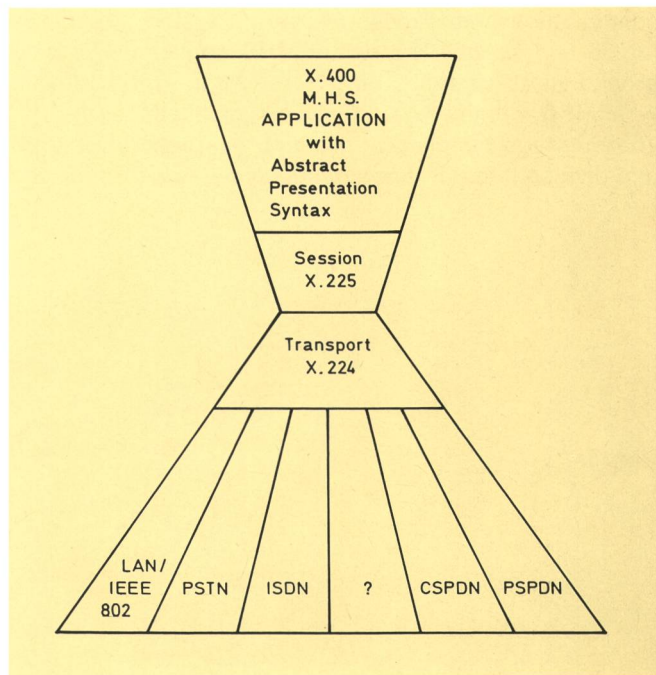 X.400
M.H.S.
APPLICATION
with
Abstract
Presentation
Syntax
Session
X.225
Transport
X.224
LAN/
IEEE
802
PSTN
ISDN
?
CSPDN
PSPDN